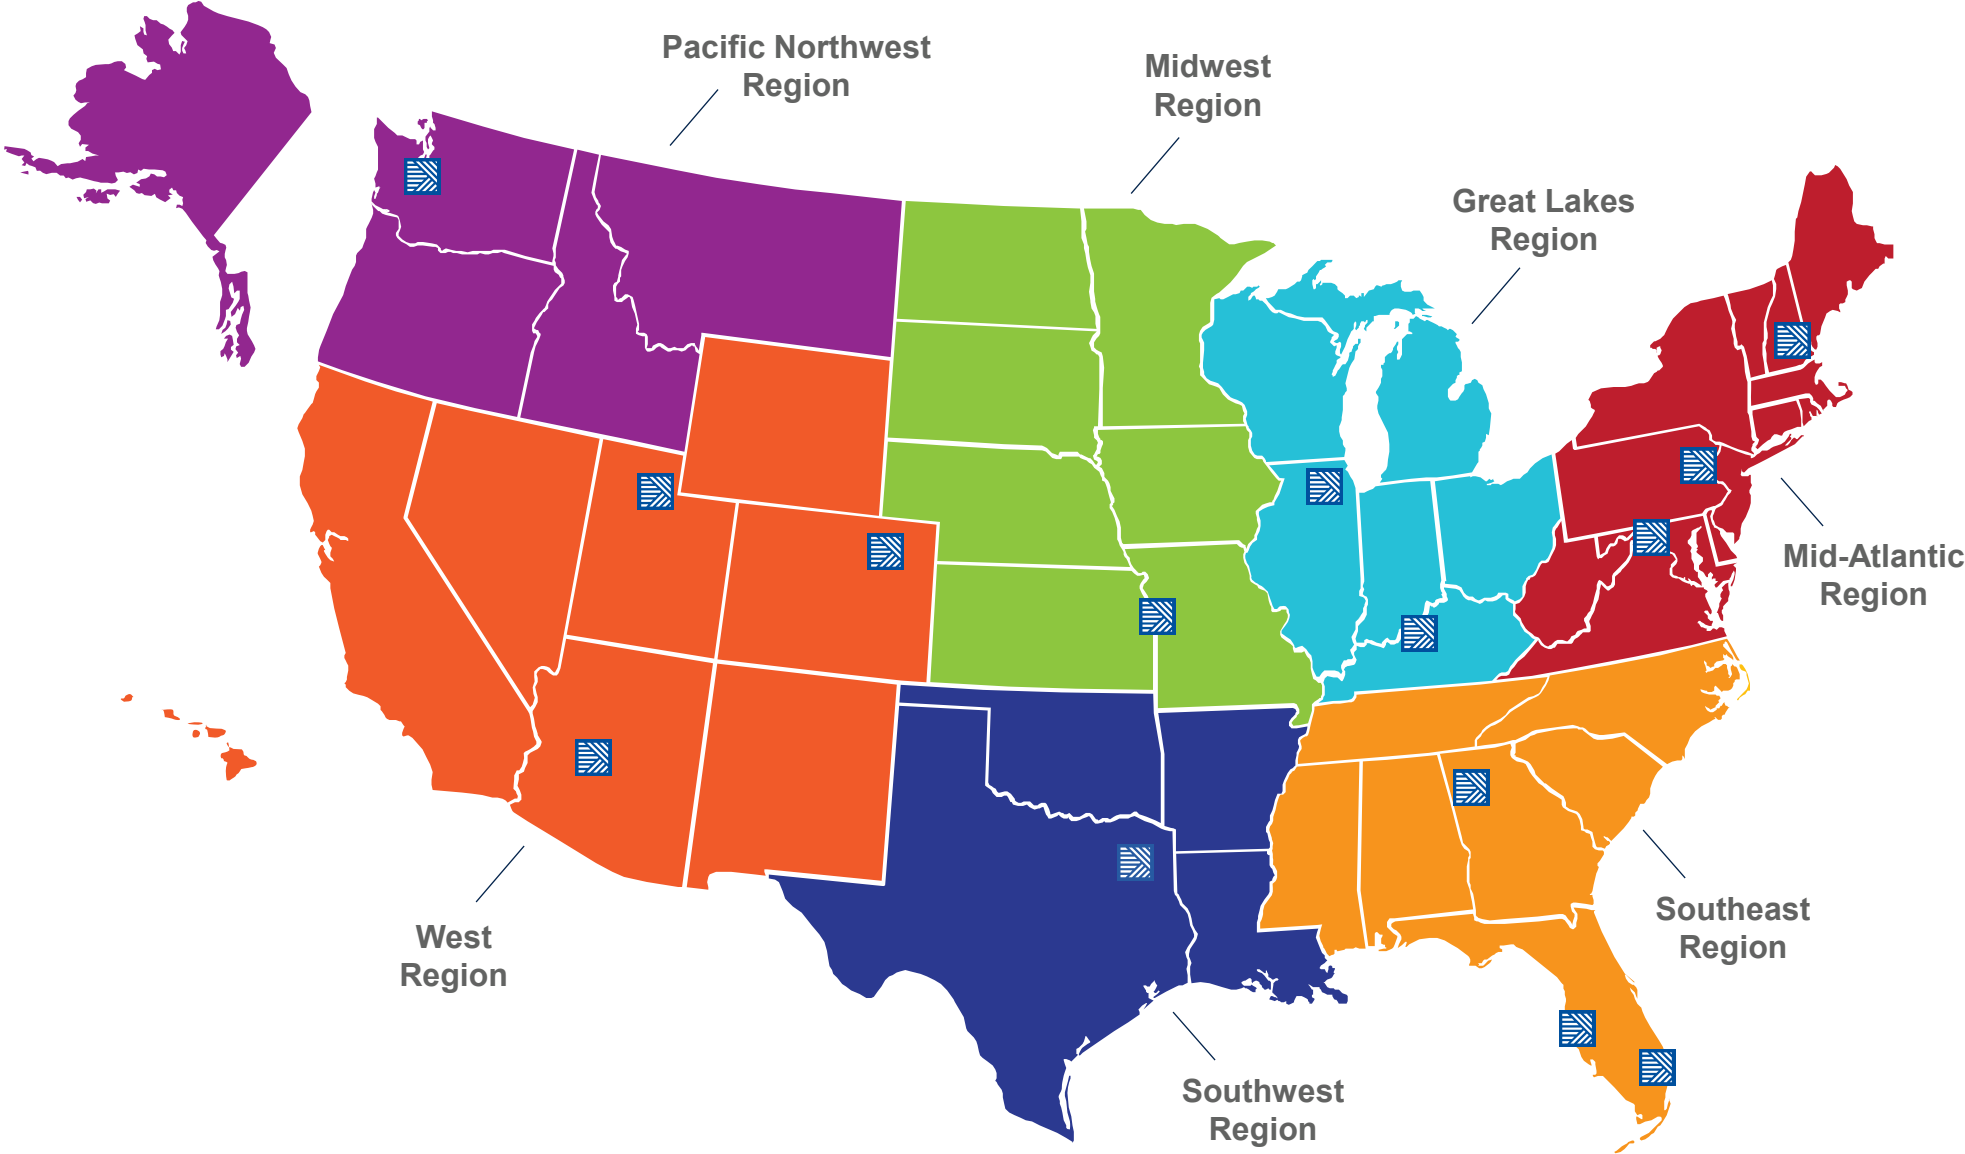 Pacific Northwest
Region
Midwest
Region
Great Lakes
Region
Mid-Atlantic
Region
Southeast
Region
West
Region
Southwest
Region